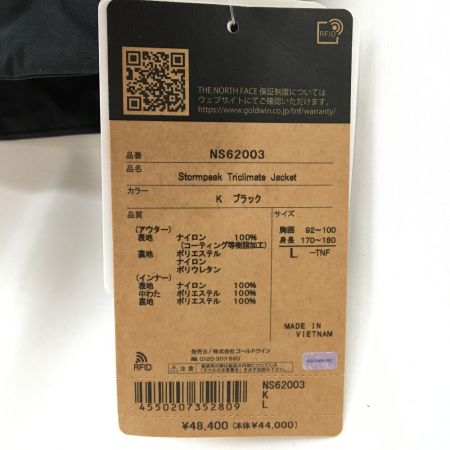 RFID
THE NORTH FACE 保証制度については
ウェブサイトにてご確認いただけます。
https://www.goldwin.co.jp/tnf/warranty/
品番 NS62003
品名 Stormpeak Triclimate Jacket
カラー K ブラック
品質 サイズ
(アウター)
表地 ナイロン 100%
(コーティング等樹脂加工)
裏地 ポリエステル
ナイロン
ポリウレタン
(インナー)
表地 ナイロン 100%
中わた ポリエステル 100%
裏地 ポリエステル 100%
胸囲 92〜100
身長 170〜180
L -TNF
MADE IN
VIETNAM
発売元/株式会社ゴールドウイン
0120-307-560
RFID
注意
NS62003
K
L
4550207352809
¥48,400 (本体 ¥44,000)